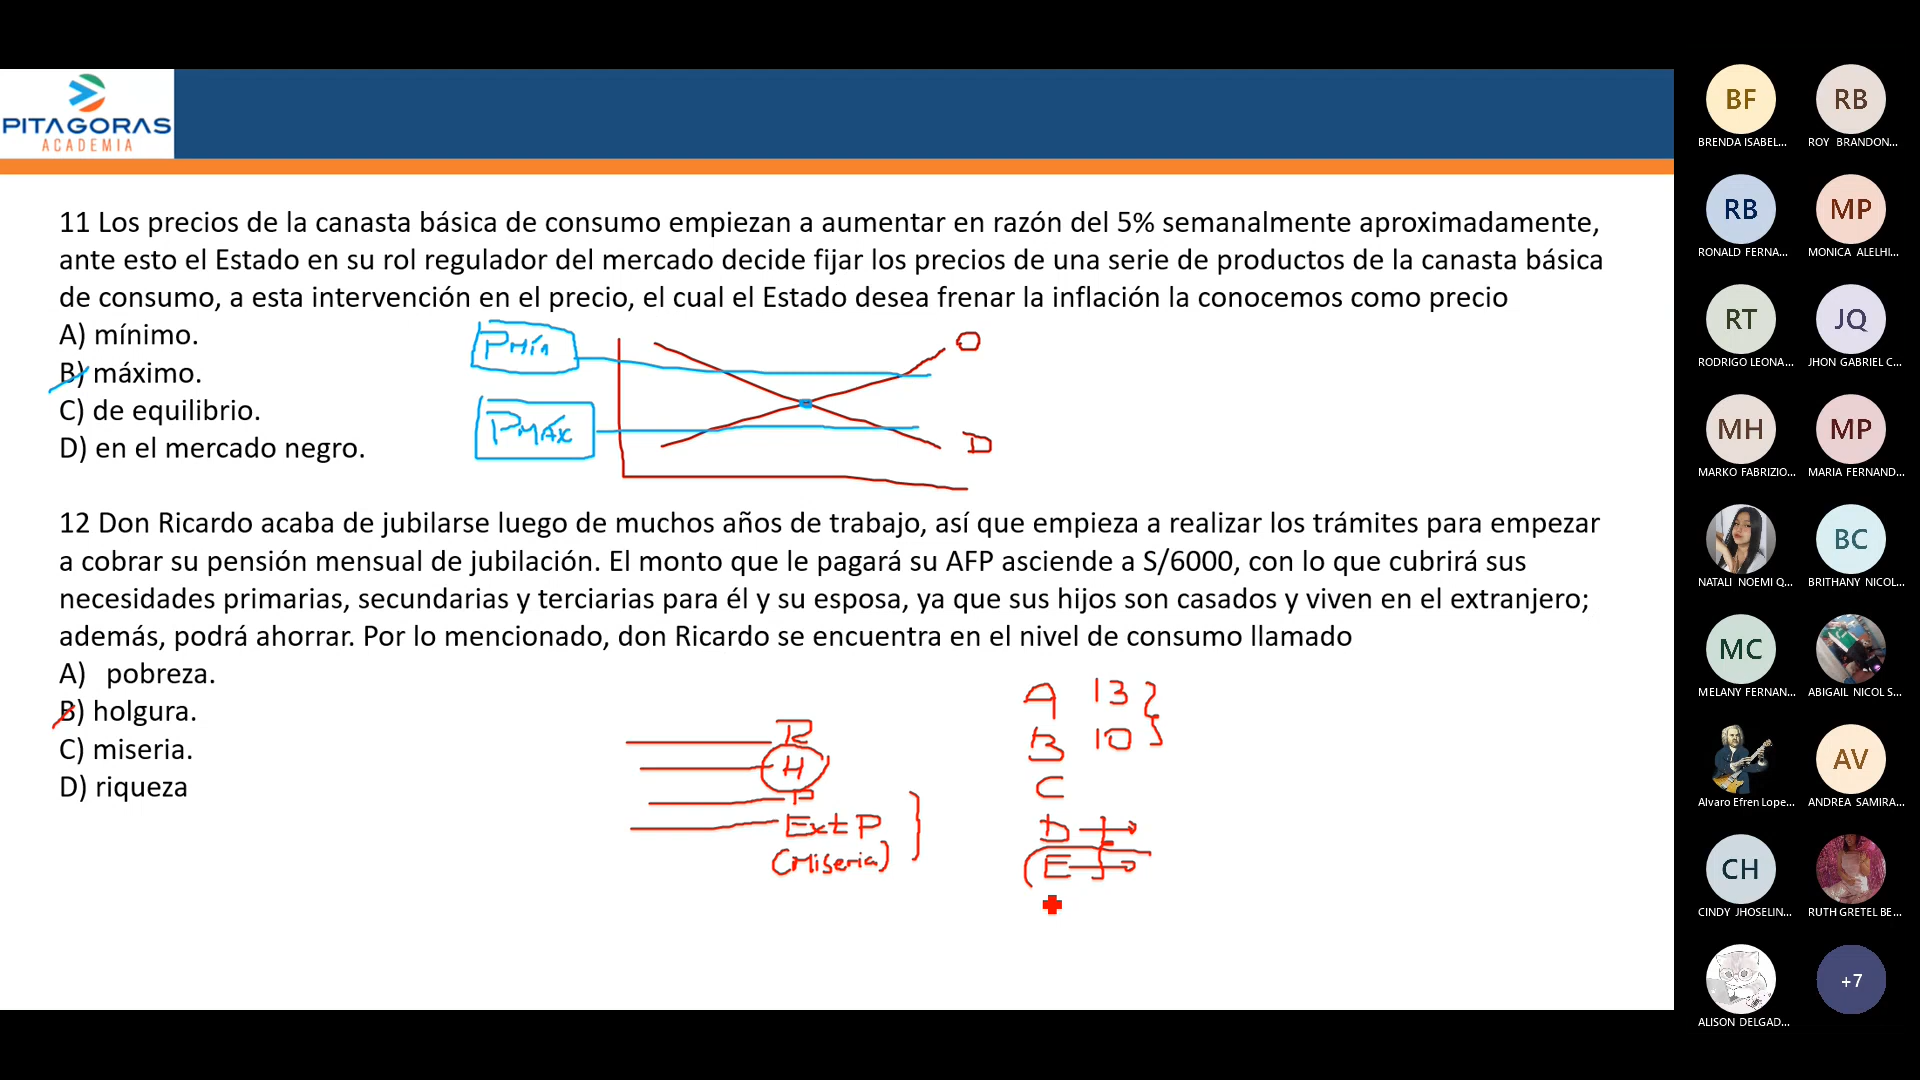 PITAGORAS
ACADEMIA
11 Los precios de la canasta básica de consumo empiezan a aumentar en razón del 5% semanalmente aproximadamente,
ante esto el Estado en su rol regulador del mercado decide fijar los precios de una serie de productos de la canasta básica
de consumo, a esta intervención en el precio, el cual el Estado desea frenar la inflación la conocemos como precio
A) mínimo.
B) máximo.
C) de equilibrio.
D) en el mercado negro.
PMín
PMÁX
O
D
12 Don Ricardo acaba de jubilarse luego de muchos años de trabajo, así que empieza a realizar los trámites para empezar
a cobrar su pensión mensual de jubilación. El monto que le pagará su AFP asciende a S/6000, con lo que cubrirá sus
necesidades primarias, secundarias y terciarias para él y su esposa, ya que sus hijos son casados y viven en el extranjero;
además, podrá ahorrar. Por lo mencionado, don Ricardo se encuentra en el nivel de consumo llamado
A) pobreza.
B) holgura.
C) miseria.
D) riqueza
R
H
P
Ext P
(Miseria)
A 13
B 10
C
D
E
BF
BRENDA ISABEL...
RB
ROY BRANDON...
RB
RONALD FERNA...
MP
MONICA ALELHI...
RT
RODRIGO LEONA...
JQ
JHON GABRIEL C...
MH
MARKO FABRIZIO...
MP
MARIA FERNAND...
NATALI NOEMI Q...
BC
BRITHANY NICOL...
MC
MELANY FERNAN...
ABIGAIL NICOL S...
Alvaro Efren Lope...
AV
ANDREA SAMIRA...
CH
CINDY JHOSELIN...
RUTH GRETEL BE...
ALISON DELGAD...
+7